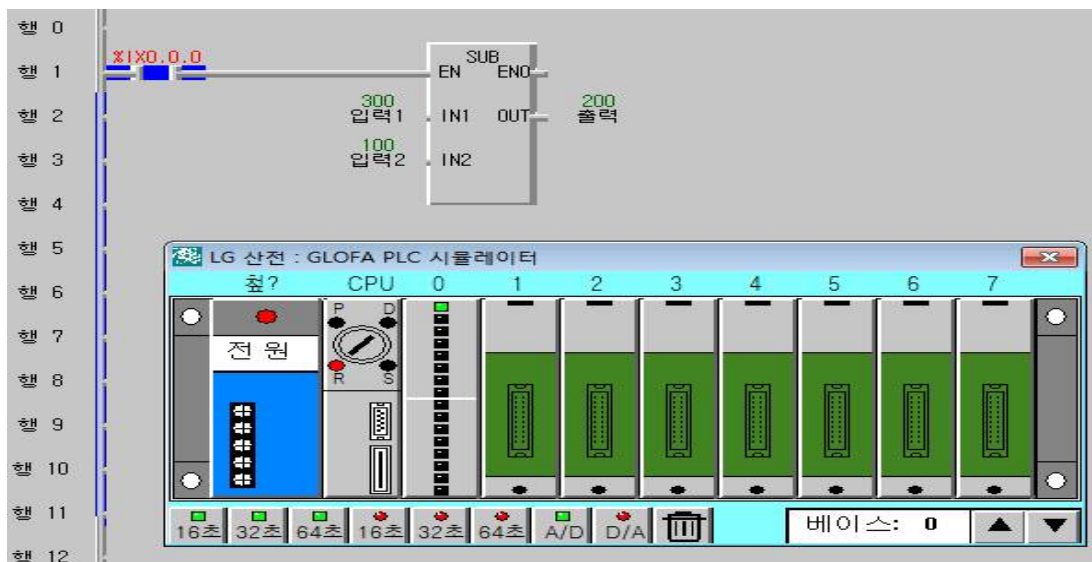 행 0
%IX0.0.0
SUB
행 1
EN ENO
300 200
행 2
입력1 IN1 OUT 출력
100
행 3
입력2 IN2
행 4
행 5
LG 산전 : GLOFA PLC 시뮬레이터
행 6
첲? CPU 0 1 2 3 4 5 6 7
P D
행 7
전 원
R S
행 8
행 9
행 10
행 11
16초 32초 64초 16초 32초 64초 A/D D/A 베이스: 0
행 12